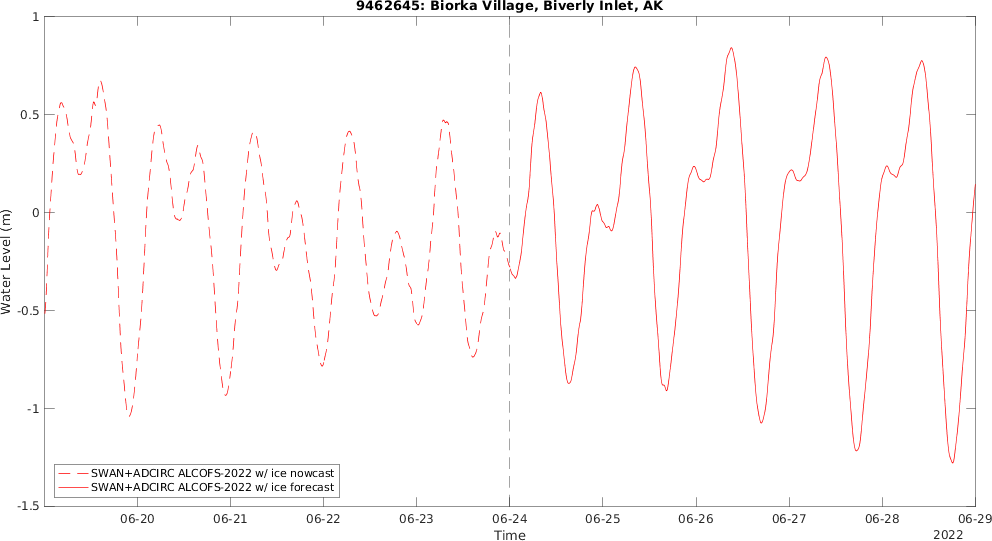 9462645: Biorka Village, Biverly Inlet, AK
1
0.5
0
-0.5
-1
-1.5
Water Level (m)
SWAN+ADCIRC ALCOFS-2022 w/ ice nowcast
SWAN+ADCIRC ALCOFS-2022 w/ ice forecast
06-20 06-21 06-22 06-23 06-24 06-25 06-26 06-27 06-28 06-29
Time
2022